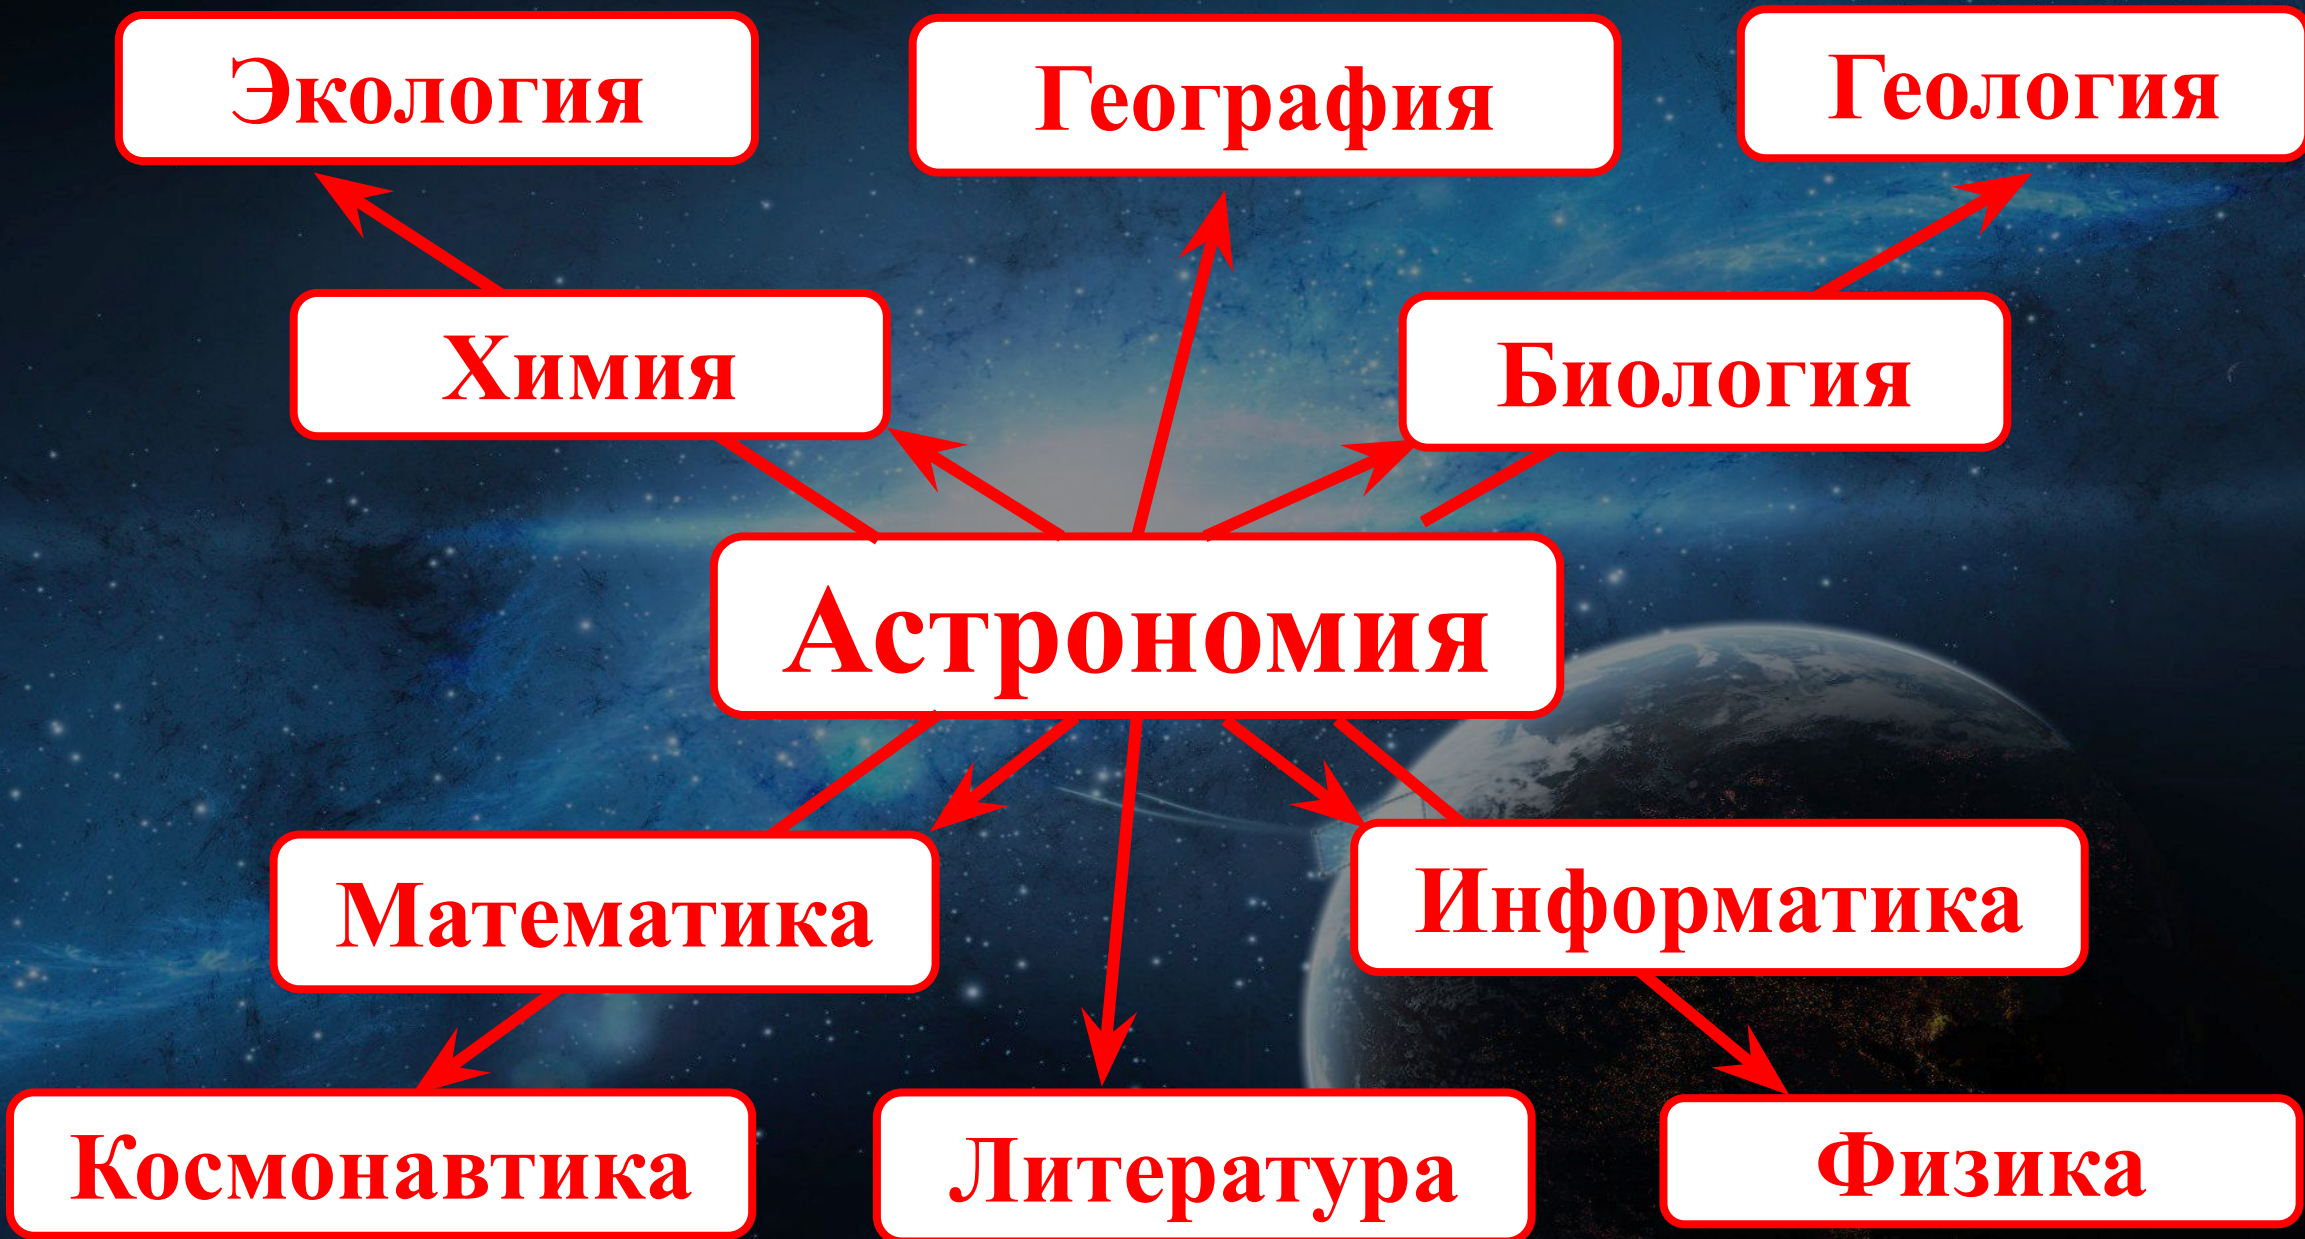 Экология
География
Геология
Химия
Биология
Астрономия
Математика
Информатика
Космонавтика
Литература
Физика